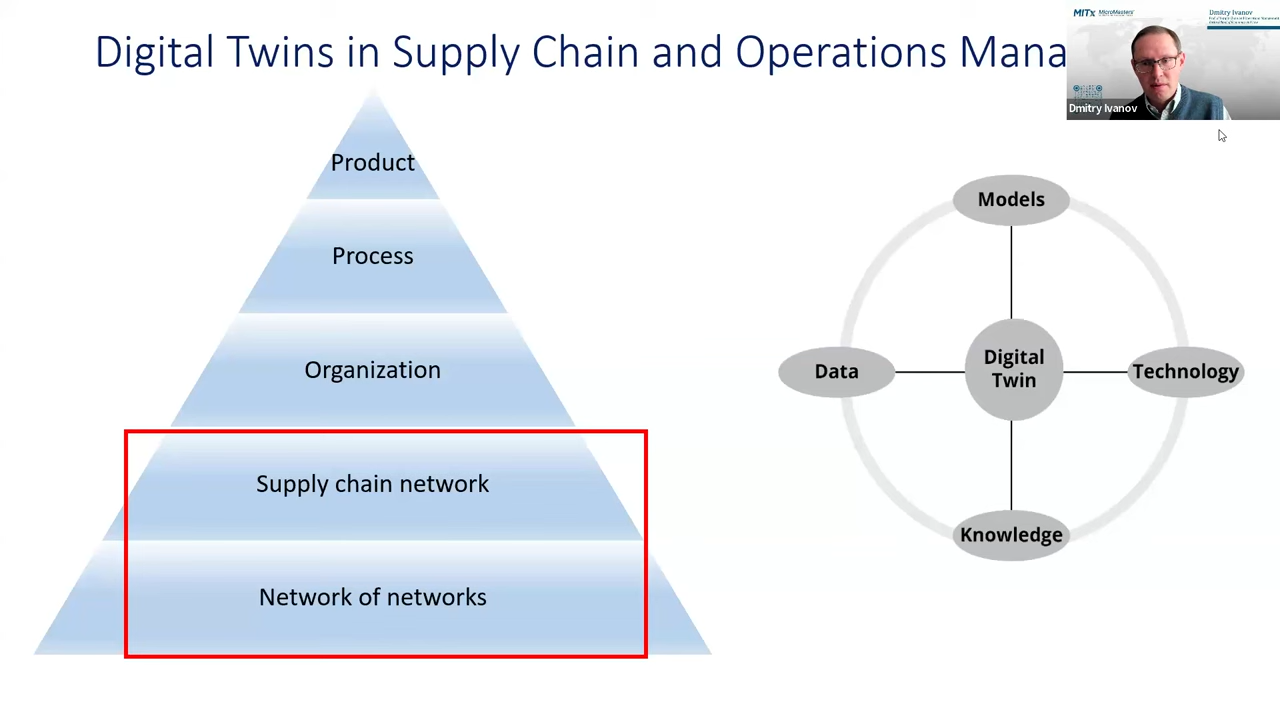 Digital Twins in Supply Chain and Operations Mana
MITx MicroMasters
Dmitry Ivanov
Dmitry Ivanov
Product
Process
Organization
Supply chain network
Network of networks
Models
Data
Digital
Twin
Technology
Knowledge